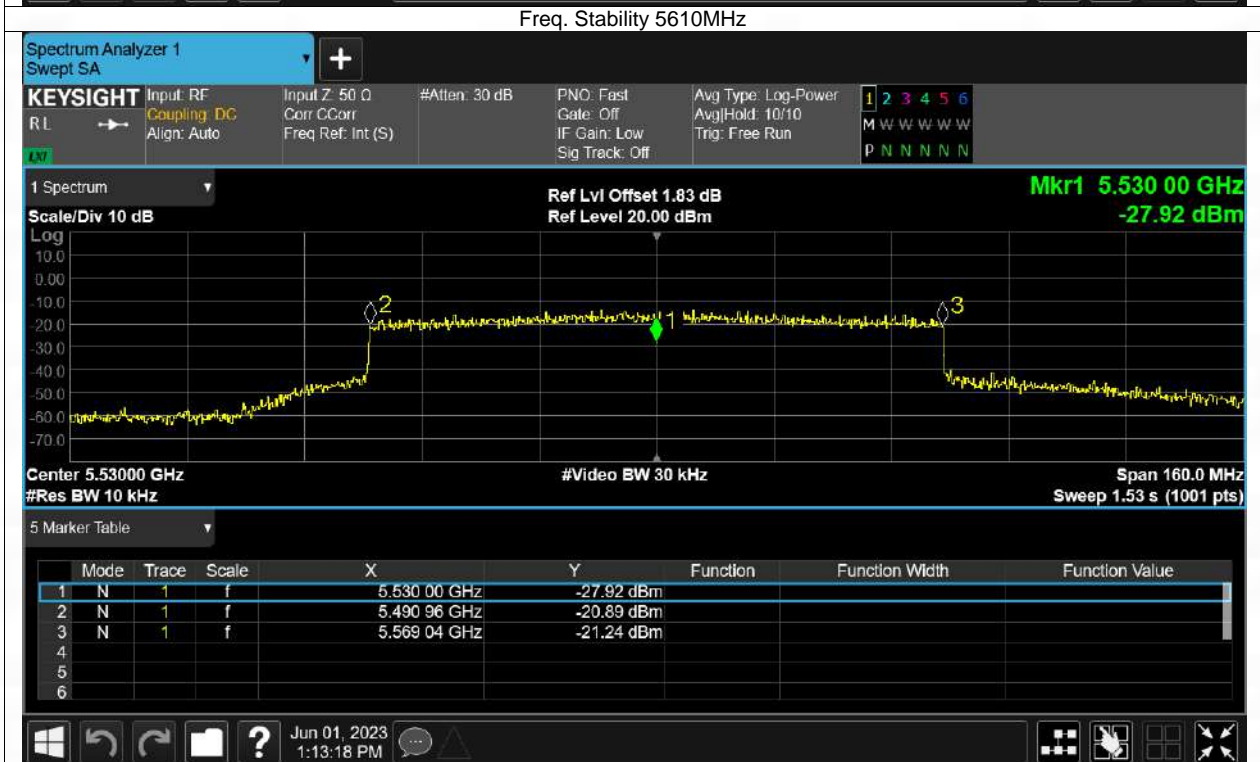 Freq. Stability 5610MHz
Spectrum Analyzer 1
Swept SA
+
KEYSIGHT
RL
LXI
Input: RF
Coupling: DC
Align: Auto
Input Z: 50 Ω
Corr CCorr
Freq Ref: Int (S)
#Atten: 30 dB
PNO: Fast
Gate: Off
IF Gain: Low
Sig Track: Off
Avg Type: Log-Power
Avg|Hold: 10/10
Trig: Free Run
1 2 3 4 5 6
M W W W W W
P N N N N N
1 Spectrum
Scale/Div 10 dB
Ref Lvl Offset 1.83 dB
Ref Level 20.00 dBm
Mkr1 5.530 00 GHz
-27.92 dBm
Log
10.0
0.00
-10.0
-20.0
-30.0
-40.0
-50.0
-60.0
-70.0
2
1
3
Center 5.53000 GHz
#Video BW 30 kHz
Span 160.0 MHz
#Res BW 10 kHz
Sweep 1.53 s (1001 pts)
5 Marker Table
Mode Trace Scale X Y Function Function Width Function Value
1 N 1 f 5.530 00 GHz -27.92 dBm
2 N 1 f 5.490 96 GHz -20.89 dBm
3 N 1 f 5.569 04 GHz -21.24 dBm
4
5
6
?
Jun 01, 2023
1:13:18 PM